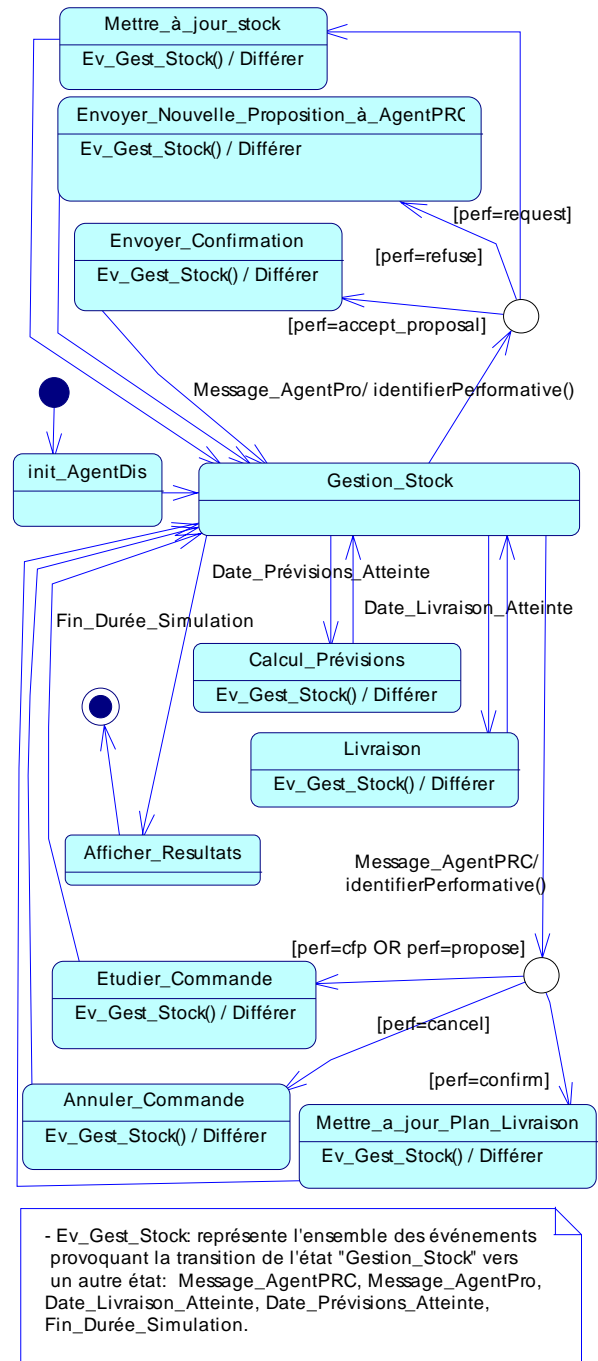 Mettre_à_jour_stock
Ev_Gest_Stock() / Différer
Envoyer_Nouvelle_Proposition_à_AgentPRC
Ev_Gest_Stock() / Différer
[perf=request]
Envoyer_Confirmation
Ev_Gest_Stock() / Différer
[perf=refuse]
[perf=accept_proposal]
Message_AgentPro/ identifierPerformative()
init_AgentDis
Gestion_Stock
Date_Prévisions_Atteinte
Date_Livraison_Atteinte
Fin_Durée_Simulation
Calcul_Prévisions
Ev_Gest_Stock() / Différer
Livraison
Ev_Gest_Stock() / Différer
Afficher_Resultats
Message_AgentPRC/
identifierPerformative()
[perf=cfp OR perf=propose]
Etudier_Commande
Ev_Gest_Stock() / Différer
[perf=cancel]
[perf=confirm]
Annuler_Commande
Ev_Gest_Stock() / Différer
Mettre_a_jour_Plan_Livraison
Ev_Gest_Stock() / Différer
- Ev_Gest_Stock: représente l'ensemble des événements
provoquant la transition de l'état "Gestion_Stock" vers
un autre état: Message_AgentPRC, Message_AgentPro,
Date_Livraison_Atteinte, Date_Prévisions_Atteinte,
Fin_Durée_Simulation.